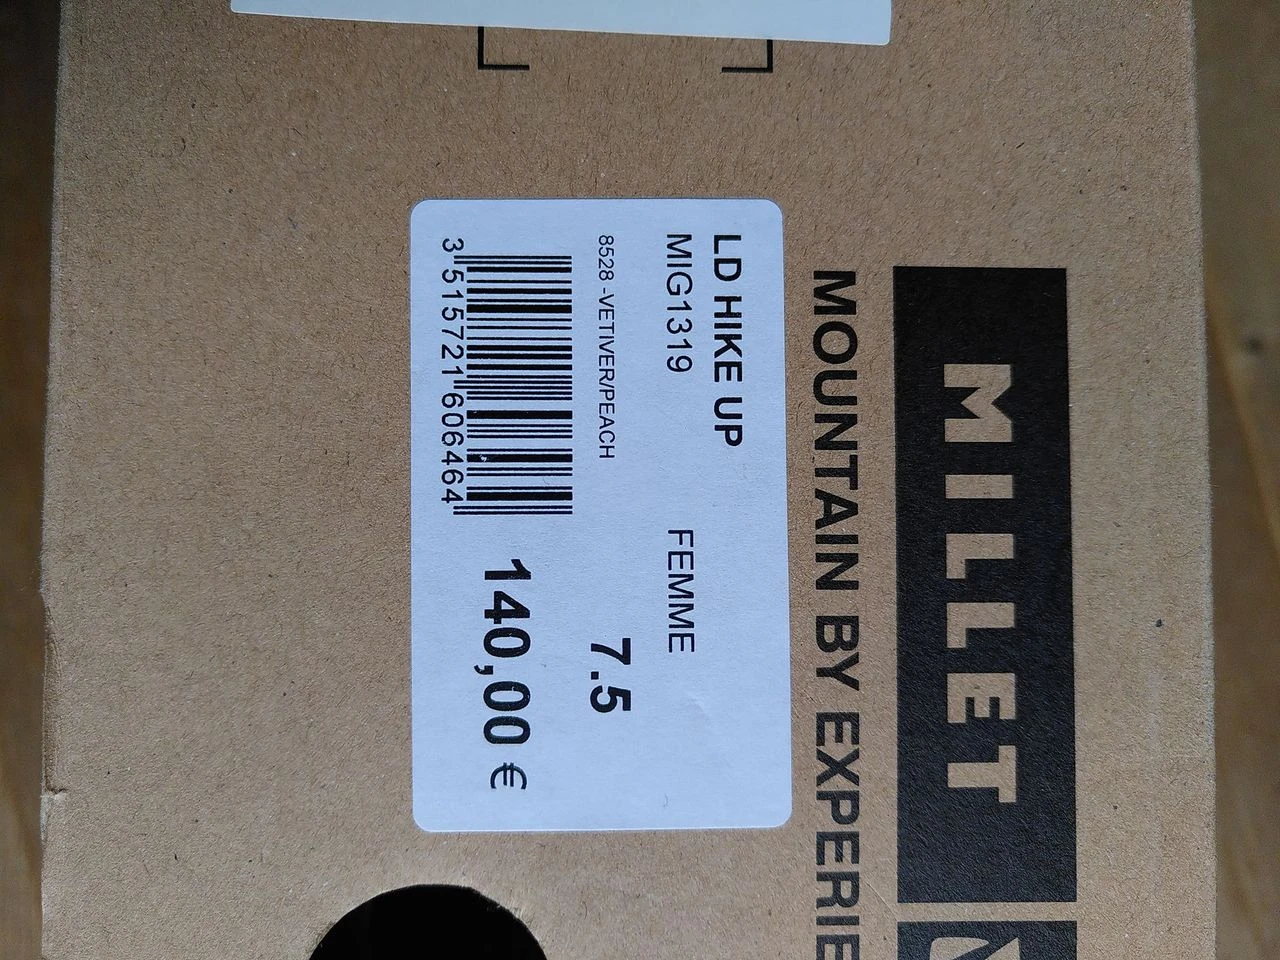 MILLET
MOUNTAIN BY EXPERIE
LD HIKE UP
MIG1319 FEMME
8528 -VETIVER/PEACH 7.5
3 515721 606464 140,00 €